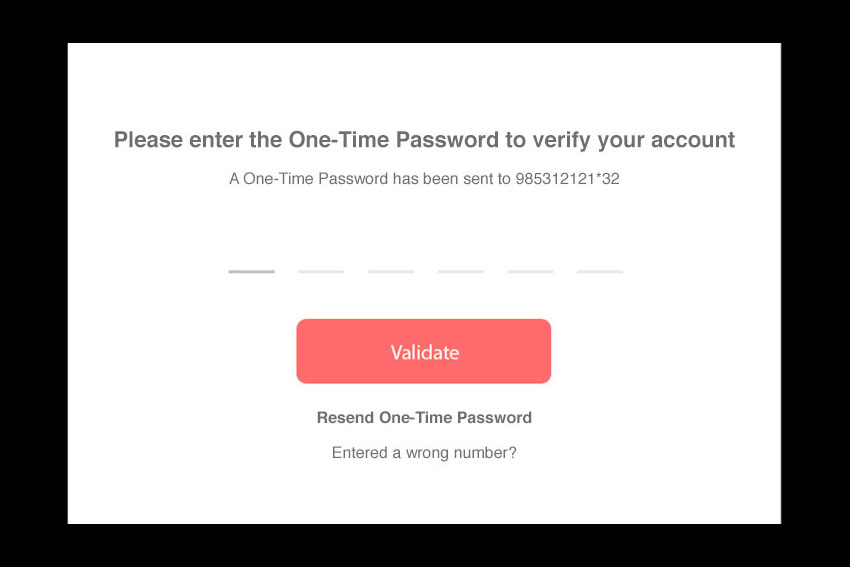 Please enter the One-Time Password to verify your account
A One-Time Password has been sent to 985312121*32
Validate
Resend One-Time Password
Entered a wrong number?